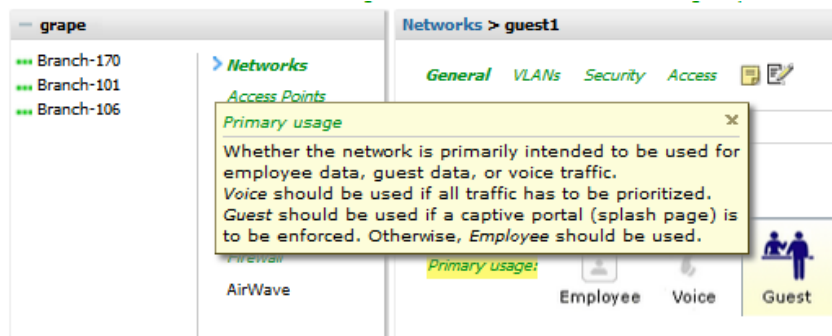 grape
Branch-170
Branch-101
Branch-106
Networks
Access Points
Networks > guest1
General VLANs Security Access
Primary usage
Whether the network is primarily intended to be used for
employee data, guest data, or voice traffic.
Voice should be used if all traffic has to be prioritized.
Guest should be used if a captive portal (splash page) is
to be enforced. Otherwise, Employee should be used.
Firewall
AirWave
Primary usage:
Employee Voice Guest